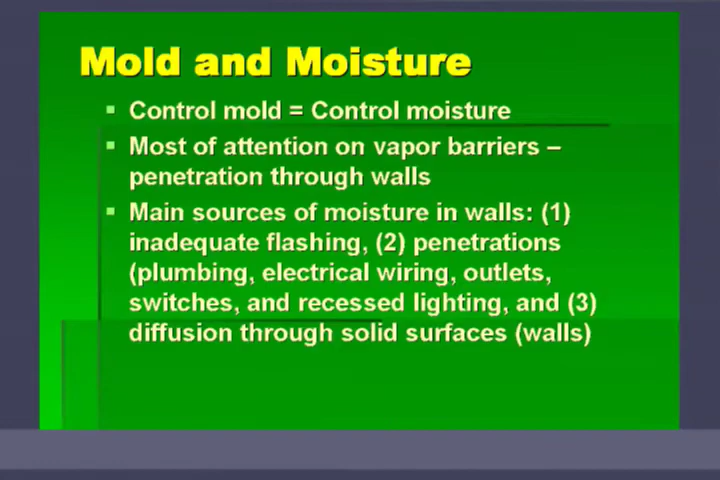 Mold and Moisture
Control mold = Control moisture
Most of attention on vapor barriers –
penetration through walls
Main sources of moisture in walls: (1)
inadequate flashing, (2) penetrations
(plumbing, electrical wiring, outlets,
switches, and recessed lighting, and (3)
diffusion through solid surfaces (walls)